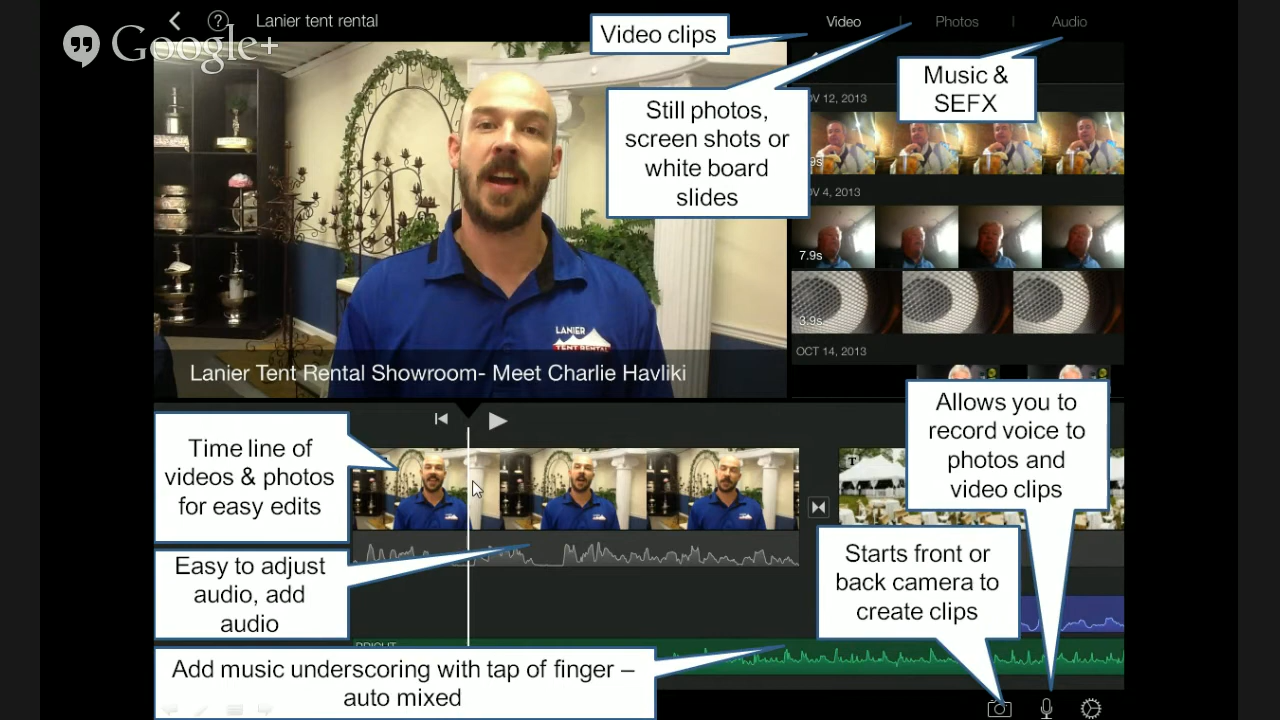 Lanier tent rental
Google+
Video
Photos
Audio
Video clips
Music &
SEFX
Still photos,
screen shots or
white board
slides
12, 2013
4, 2013
7.9s
3.9s
OCT 14, 2013
LANIER
TENT RENTAL
Lanier Tent Rental Showroom- Meet Charlie Havliki
Time line of
videos & photos
for easy edits
Easy to adjust
audio, add
audio
Add music underscoring with tap of finger –
auto mixed
Allows you to
record voice to
photos and
video clips
T
Starts front or
back camera to
create clips